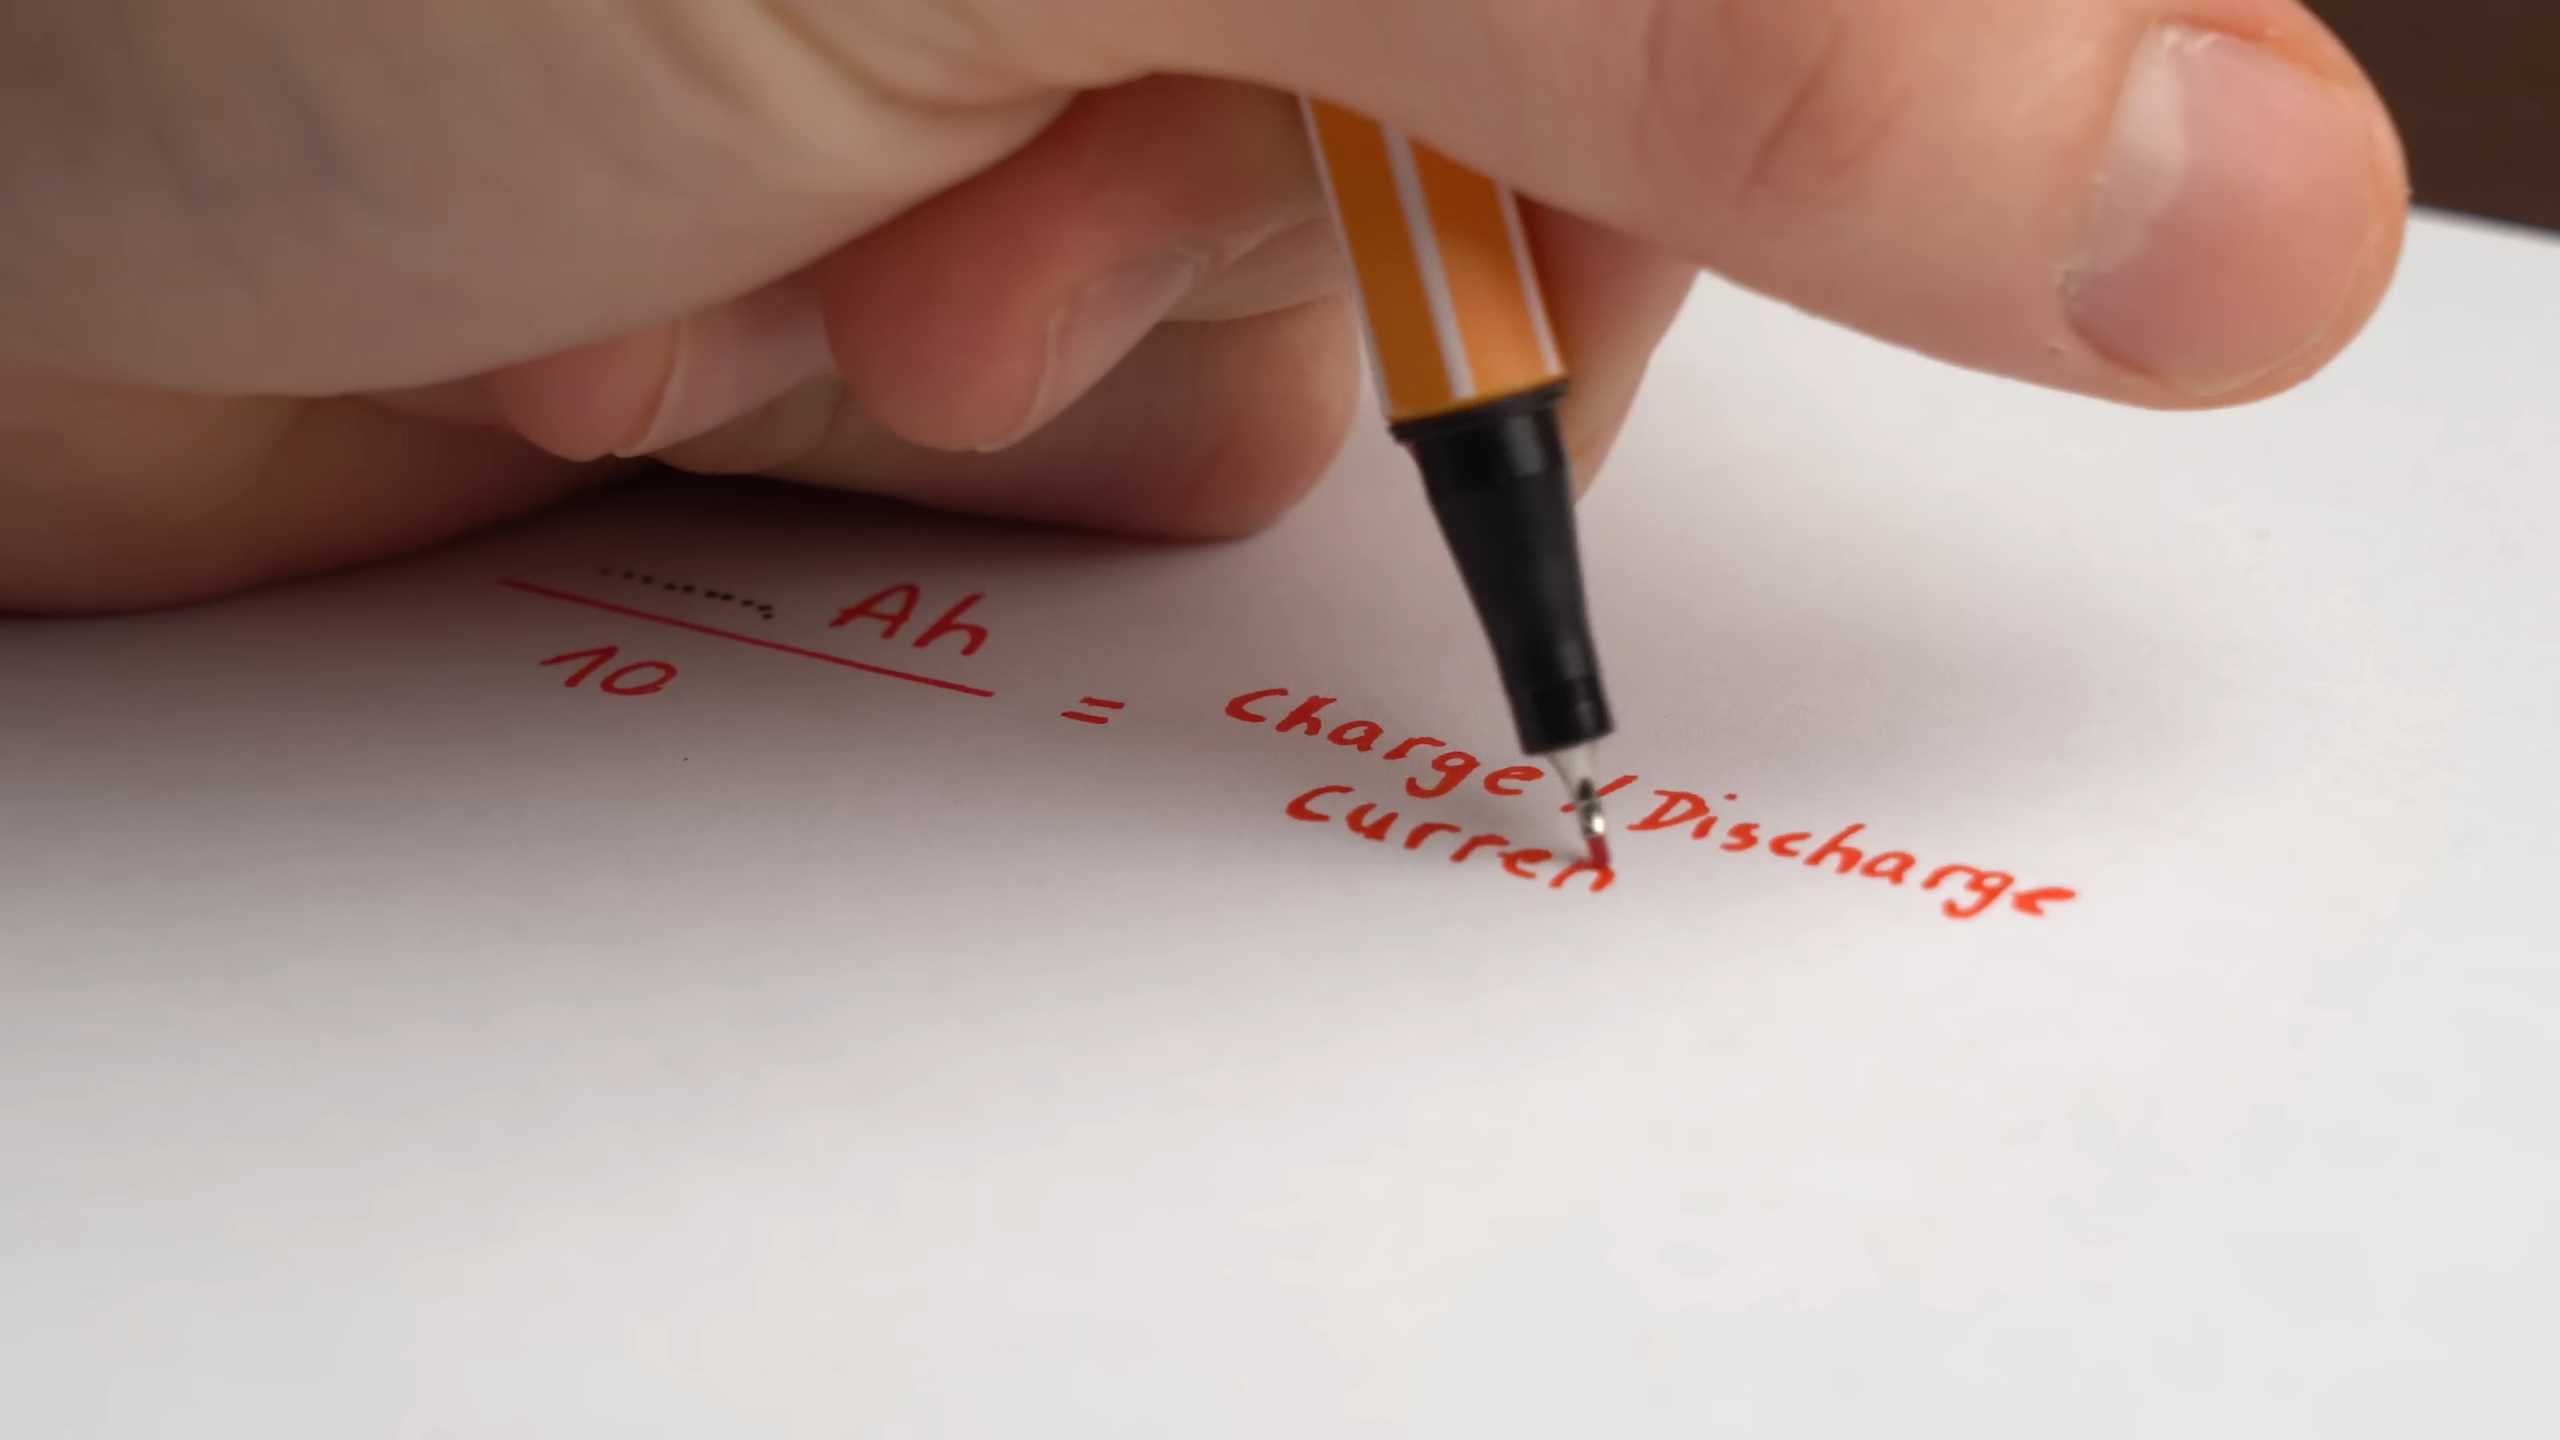 ........ Ah
10
=
Charge / Discharge
Curren